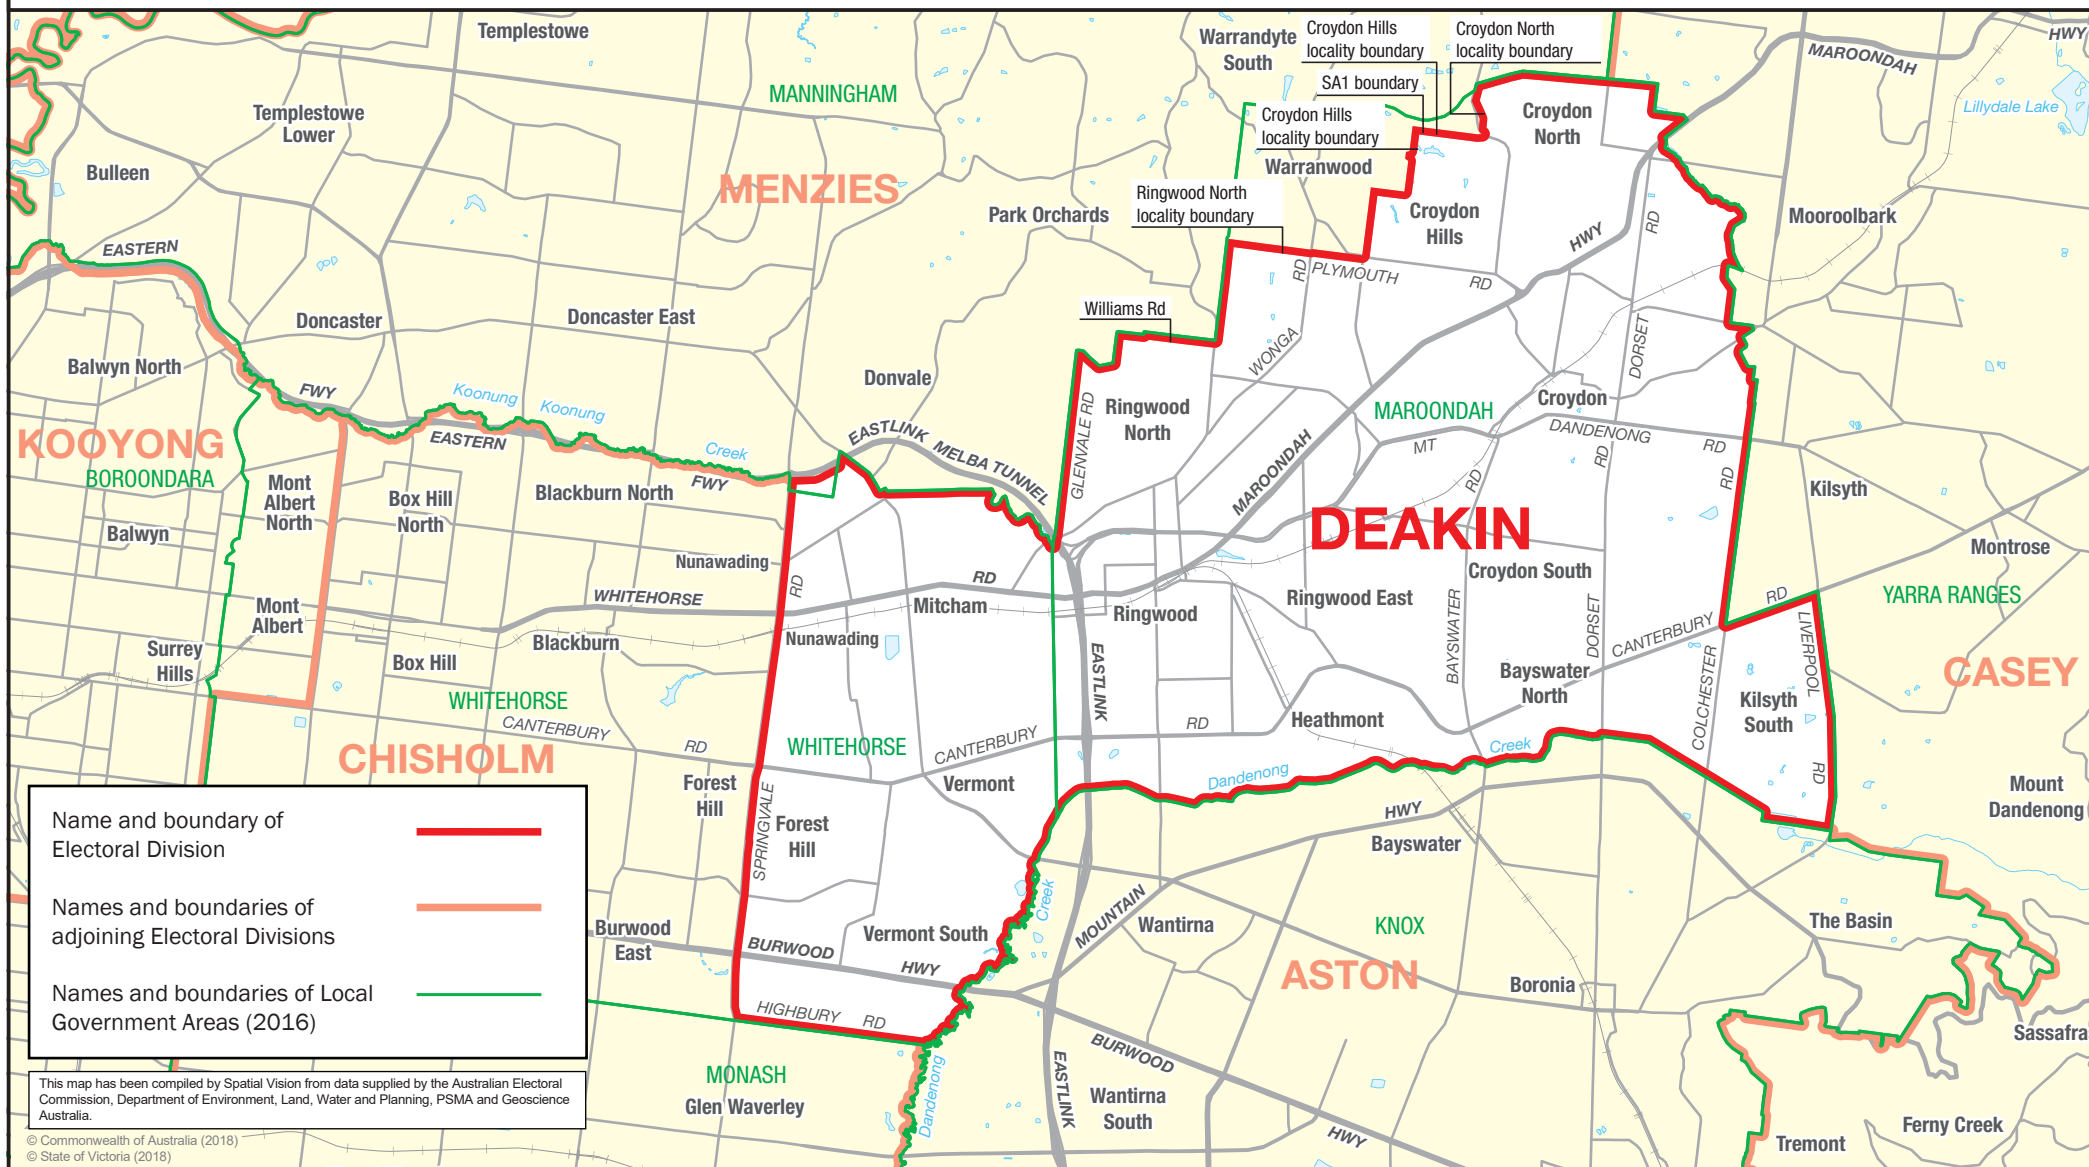 Templestowe
Warrandyte
South
Croydon Hills
locality boundary
Croydon North
locality boundary
HWY
MAROONDAH
SA1 boundary
MANNINGHAM
Templestowe
Lower
Croydon Hills
locality boundary
Croydon
North
Lillydale Lake
Bulleen
Warranwood
MENZIES
Ringwood North
locality boundary
Park Orchards
Croydon
Hills
HWY
RD
Mooroolbark
EASTERN
RD
PLYMOUTH
RD
Doncaster
Doncaster East
Williams Rd
WONGA
DORSET
Balwyn North
FWY
Koonung
Koonung
Donvale
GLENVALE RD
Ringwood
North
MAROONDAH
Croydon
KOOYONG
EASTERN
Creek
EASTLINK
MELBA TUNNEL
MAROONDAH
MT
DANDENONG
RD
RD
RD
BOROONDARA
Mont
Albert
North
Box Hill
North
Blackburn North
FWY
RD
Kilsyth
Balwyn
DEAKIN
Nunawading
RD
Montrose
Croydon South
WHITEHORSE
RD
Mitcham
Ringwood
Ringwood East
BAYSWATER
DORSET
RD
YARRA RANGES
Mont
Albert
Surrey
Hills
Box Hill
Blackburn
Nunawading
EASTLINK
CANTERBURY
LIVERPOOL
CASEY
Bayswater
North
COLCHESTER
Kilsyth
South
WHITEHORSE
CANTERBURY
RD
WHITEHORSE
CANTERBURY
RD
Heathmont
Creek
CHISHOLM
Forest
Hill
SPRINGVALE
Vermont
Dandenong
RD
Mount
Dandenong
Forest
Hill
HWY
Bayswater
Name and boundary of
Electoral Division
Names and boundaries of
adjoining Electoral Divisions
Names and boundaries of Local
Government Areas (2016)
Creek
MOUNTAIN
Wantirna
KNOX
The Basin
Burwood
East
BURWOOD
Vermont South
HWY
ASTON
Boronia
HIGHBURY
RD
BURWOOD
Sassafra
MONASH
Glen Waverley
Dandenong
EASTLINK
Wantirna
South
HWY
Ferny Creek
Tremont
This map has been compiled by Spatial Vision from data supplied by the Australian Electoral
Commission, Department of Environment, Land, Water and Planning, PSMA and Geoscience
Australia.
© Commonwealth of Australia (2018)
© State of Victoria (2018)